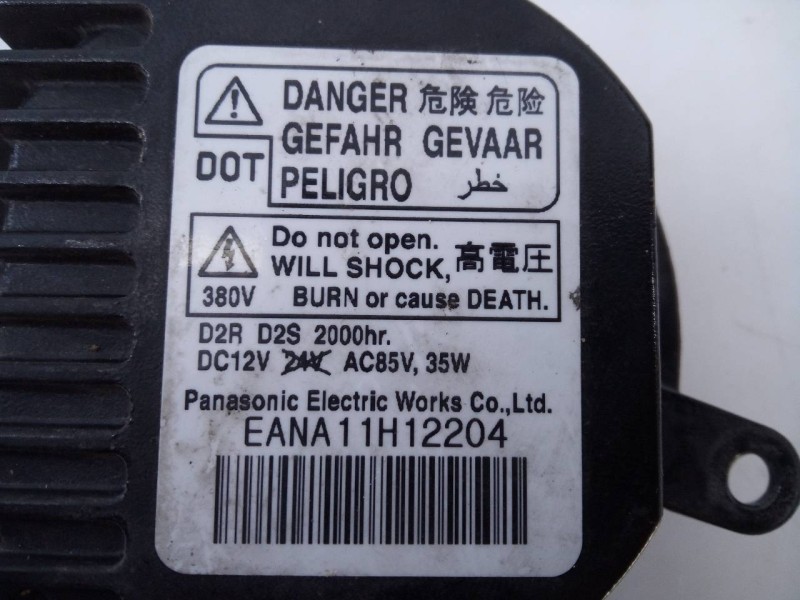 DANGER 危険 危险
GEFAHR GEVAAR
DOT PELIGRO خطر
Do not open.
WILL SHOCK, 高電圧
380V BURN or cause DEATH.
D2R D2S 2000hr.
DC12V 24V AC85V, 35W
Panasonic Electric Works Co.,Ltd.
EANA11H12204